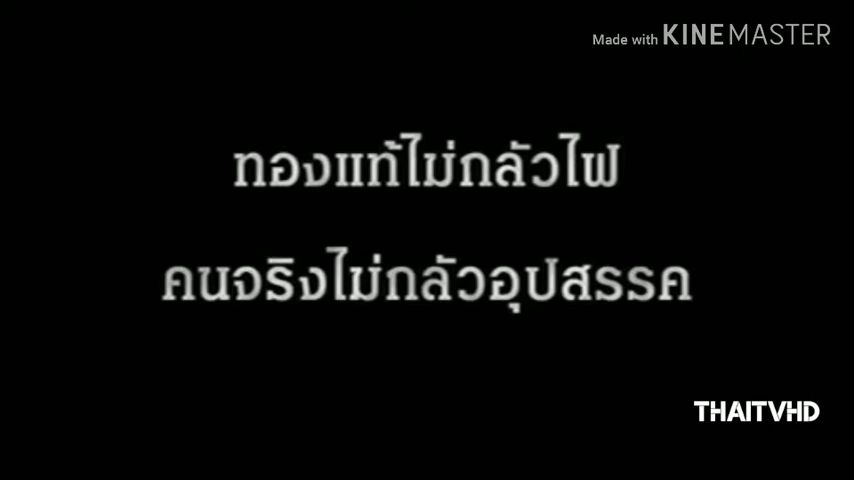 Made with KINEMASTER
ทองแท้ไม่กลัวไฟ
คนจริงไม่กลัวอุปสรรค
THAITVHD